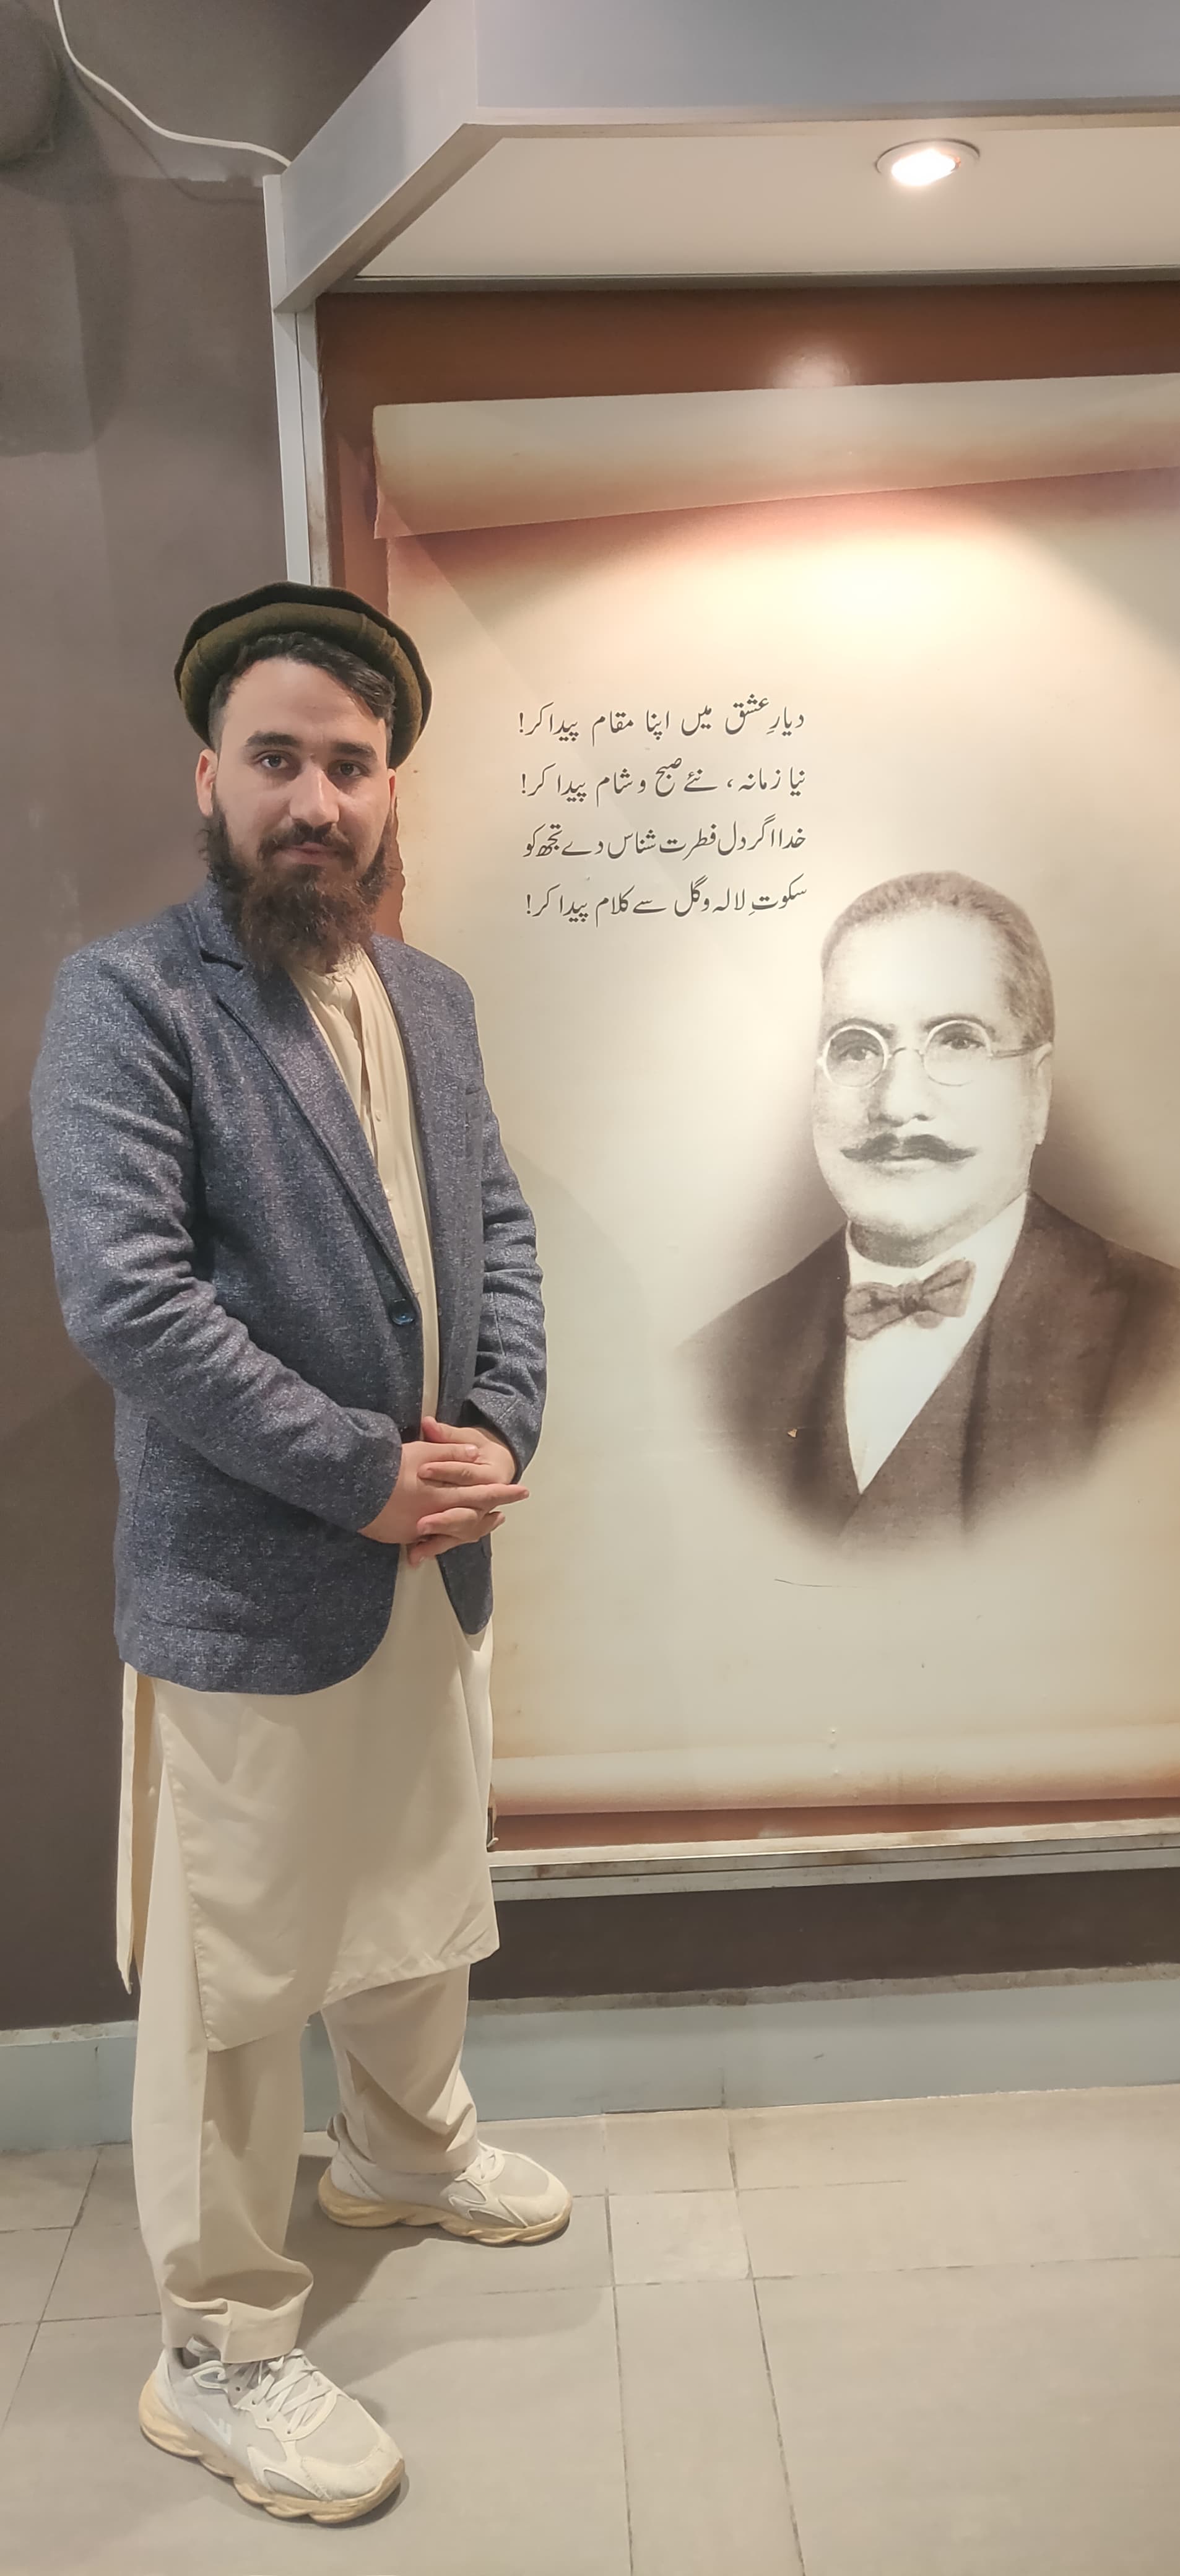 دیارِ عشق میں اپنا مقام پیدا کر!
نیا زمانہ، نئے صبح و شام پیدا کر!
خدا اگر دل فطرت شناس دے تجھ کو
سکوتِ لالہ و گل سے کلام پیدا کر!